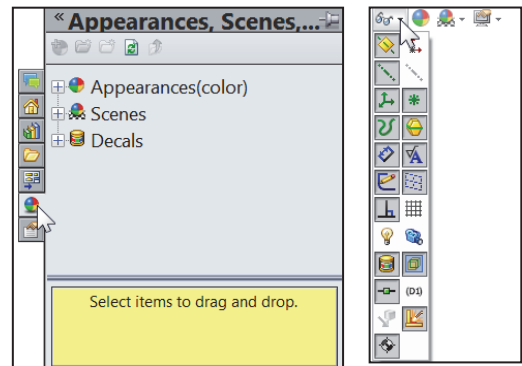 « Appearances, Scenes,...
Appearances(color)
Scenes
Decals
Select items to drag and drop.
(D1)